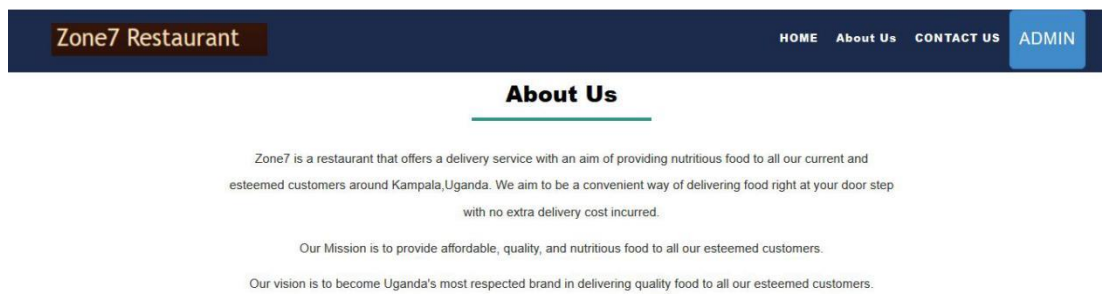 Zone7 Restaurant
HOME About Us CONTACT US ADMIN
About Us
Zone7 is a restaurant that offers a delivery service with an aim of providing nutritious food to all our current and
esteemed customers around Kampala,Uganda. We aim to be a convenient way of delivering food right at your door step
with no extra delivery cost incurred.
Our Mission is to provide affordable, quality, and nutritious food to all our esteemed customers.
Our vision is to become Uganda's most respected brand in delivering quality food to all our esteemed customers.